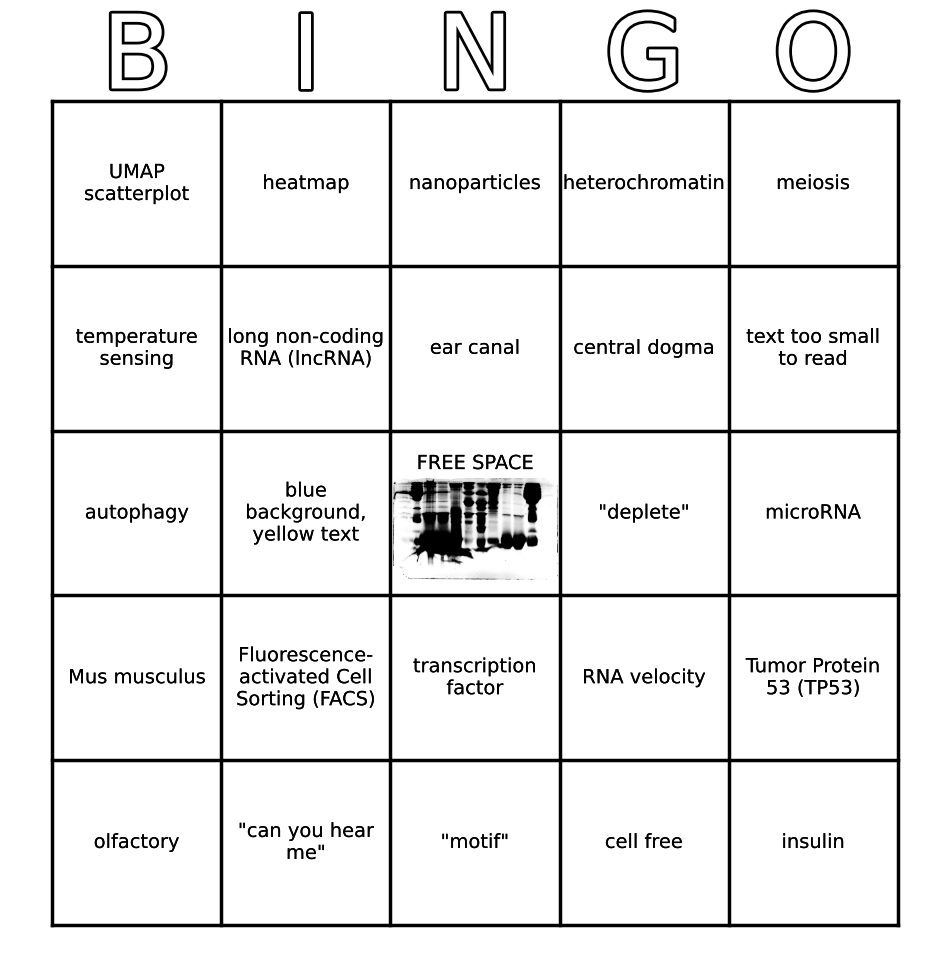 B I N G O
UMAP
scatterplot
heatmap
nanoparticles
heterochromatin
meiosis
temperature
sensing
long non-coding
RNA (lncRNA)
ear canal
central dogma
text too small
to read
autophagy
blue
background,
yellow text
FREE SPACE
"deplete"
microRNA
Mus musculus
Fluorescence-
activated Cell
Sorting (FACS)
transcription
factor
RNA velocity
Tumor Protein
53 (TP53)
olfactory
"can you hear
me"
"motif"
cell free
insulin